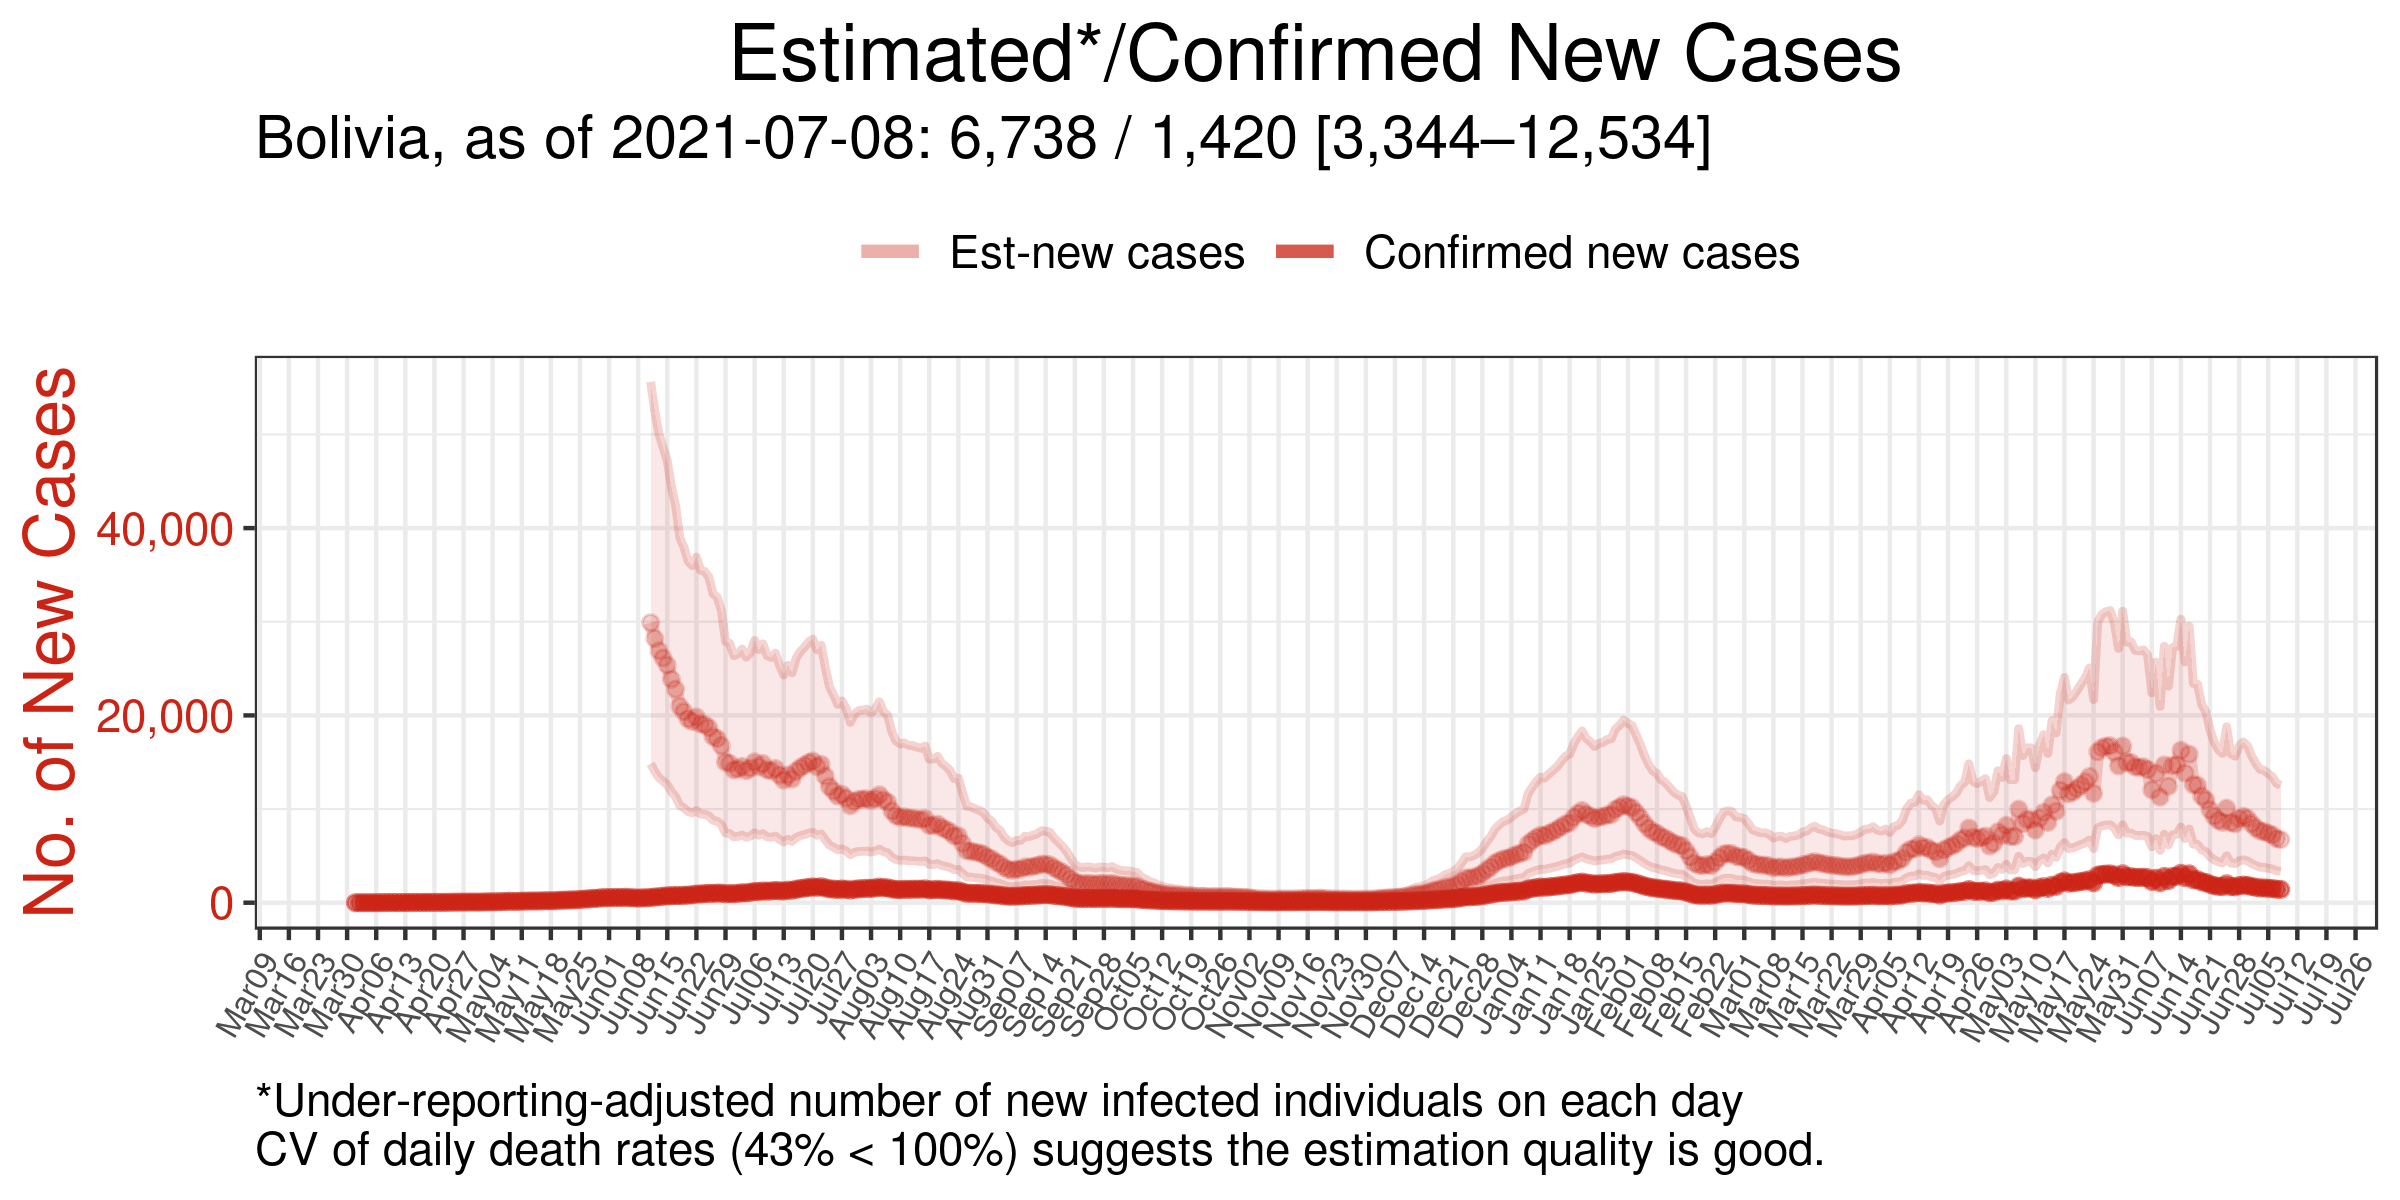 Estimated*/Confirmed New Cases
Bolivia, as of 2021-07-08: 6,738 / 1,420 [3,344–12,534]
Est-new cases
Confirmed new cases
No. of New Cases
40,000
20,000
0
Mar09
Mar16
Mar23
Mar30
Apr06
Apr13
Apr20
Apr27
May04
May11
May18
May25
Jun01
Jun08
Jun15
Jun22
Jun29
Jul06
Jul13
Jul20
Jul27
Aug03
Aug10
Aug17
Aug24
Aug31
Sep07
Sep14
Sep21
Sep28
Oct05
Oct12
Oct19
Oct26
Nov02
Nov09
Nov16
Nov23
Nov30
Dec07
Dec14
Dec21
Dec28
Jan04
Jan11
Jan18
Jan25
Feb01
Feb08
Feb15
Feb22
Mar01
Mar08
Mar15
Mar22
Mar29
Apr05
Apr12
Apr19
Apr26
May03
May10
May17
May24
May31
Jun07
Jun14
Jun21
Jun28
Jul05
Jul12
Jul19
Jul26
*Under-reporting-adjusted number of new infected individuals on each day
CV of daily death rates (43% < 100%) suggests the estimation quality is good.